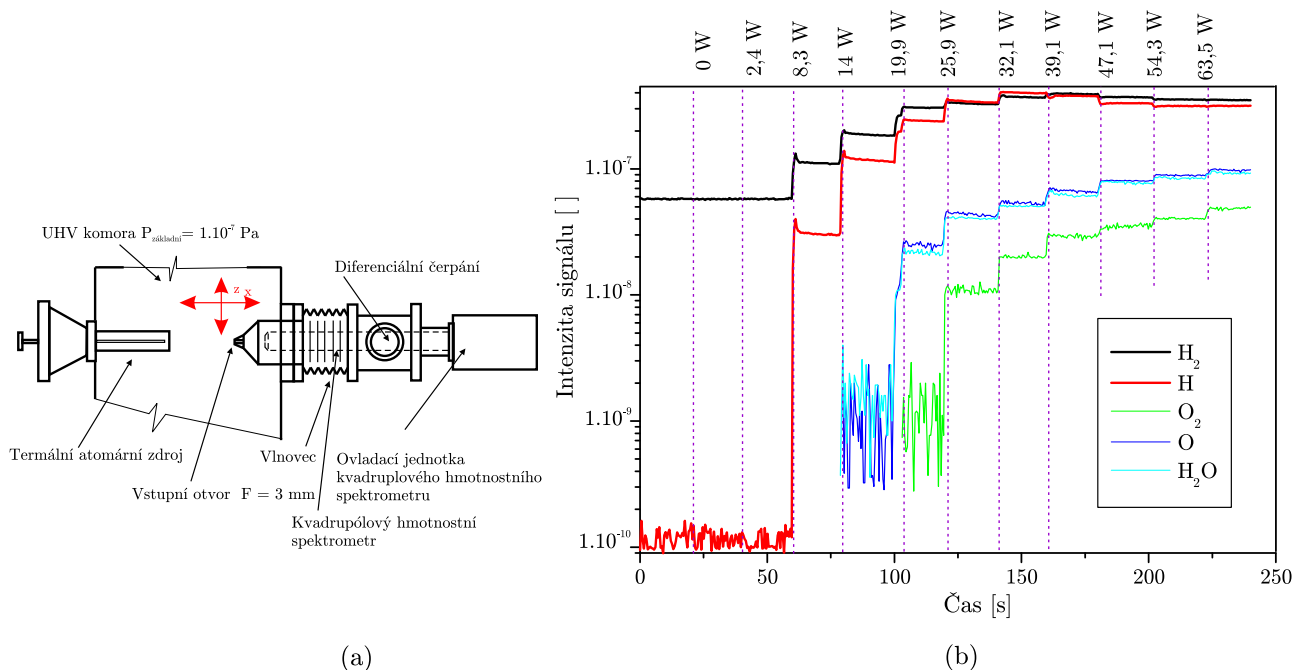 UHV komora P základní = 1.10⁻⁷ Pa
z
x
Diferenciální čerpání
Termální atomární zdroj
Vstupní otvor F = 3 mm
Vlnovec
Ovladací jednotka
kvadruplového hmotnostního
spektrometru
Kvadrupólový hmotnostní
spektrometr
(a)
0 W
2,4 W
8,3 W
14 W
19,9 W
25,9 W
32,1 W
39,1 W
47,1 W
54,3 W
63,5 W
Intenzita signálu [ ]
1.10⁻⁷
1.10⁻⁸
1.10⁻⁹
1.10⁻¹⁰
H₂
H
O₂
O
H₂O
0 50 100 150 200 250
Čas [s]
(b)